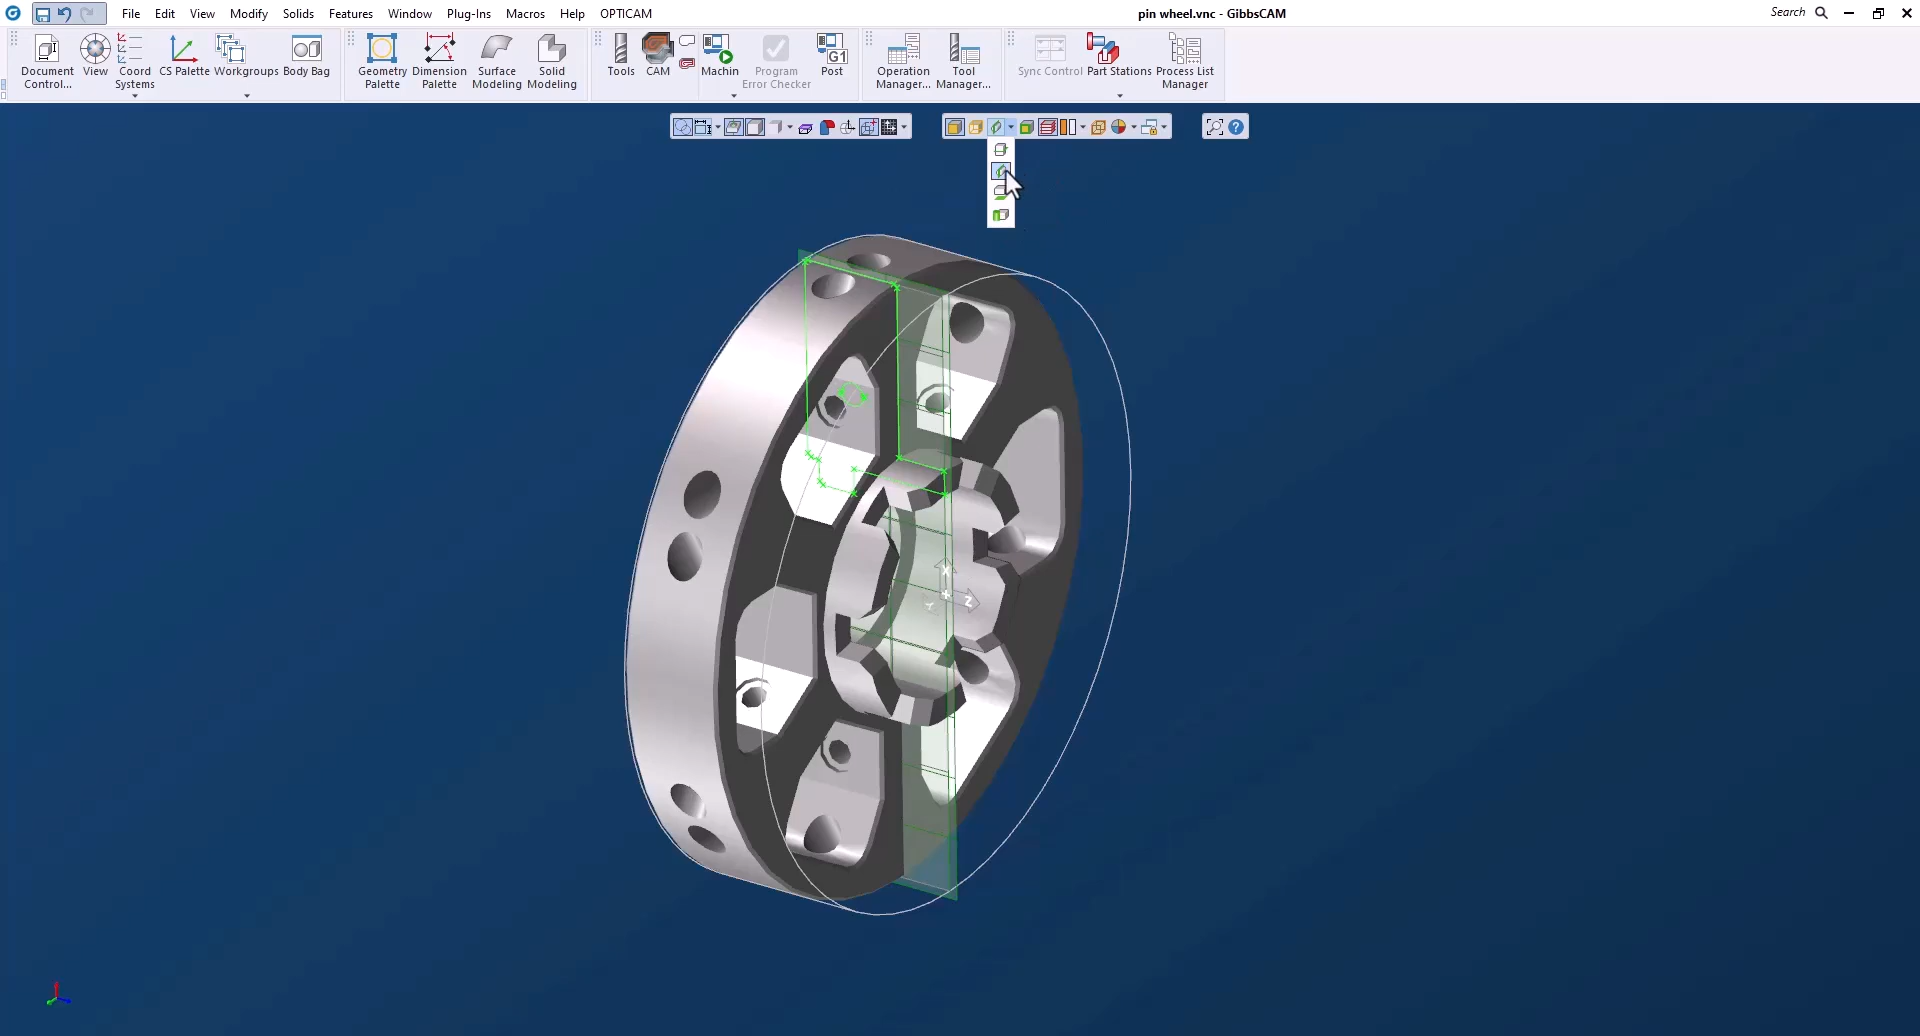 File Edit View Modify Solids Features Window Plug-Ins Macros Help OPTICAM
pin wheel.vnc - GibbsCAM
Search
Document Control...
View
Coord Systems
CS Palette
Workgroups
Body Bag
Geometry Palette
Dimension Palette
Surface Modeling
Solid Modeling
Tools
CAM
Machin
Program Error Checker
G1
Post
Operation Manager...
Tool Manager...
Sync Control
Part Stations
Process List Manager
X
Y
Z